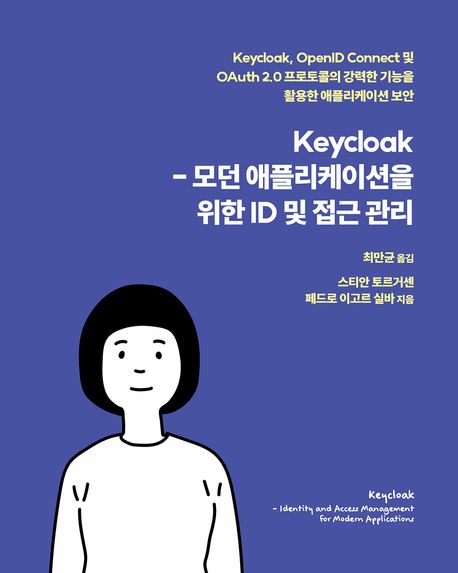 Keycloak, OpenID Connect 및
OAuth 2.0 프로토콜의 강력한 기능을
활용한 애플리케이션 보안
Keycloak
- 모던 애플리케이션을
위한 ID 및 접근 관리
최만균 옮김
스티안 토르거센
페드로 이고르 실바 지음
Keycloak
- Identity and Access Management
for Modern Applications